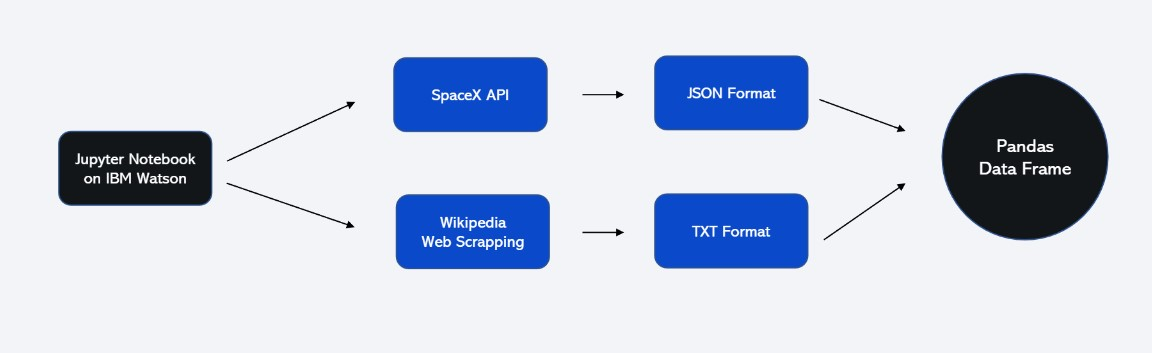 Jupyter Notebook
on IBM Watson
SpaceX API
JSON Format
Wikipedia
Web Scrapping
TXT Format
Pandas
Data Frame